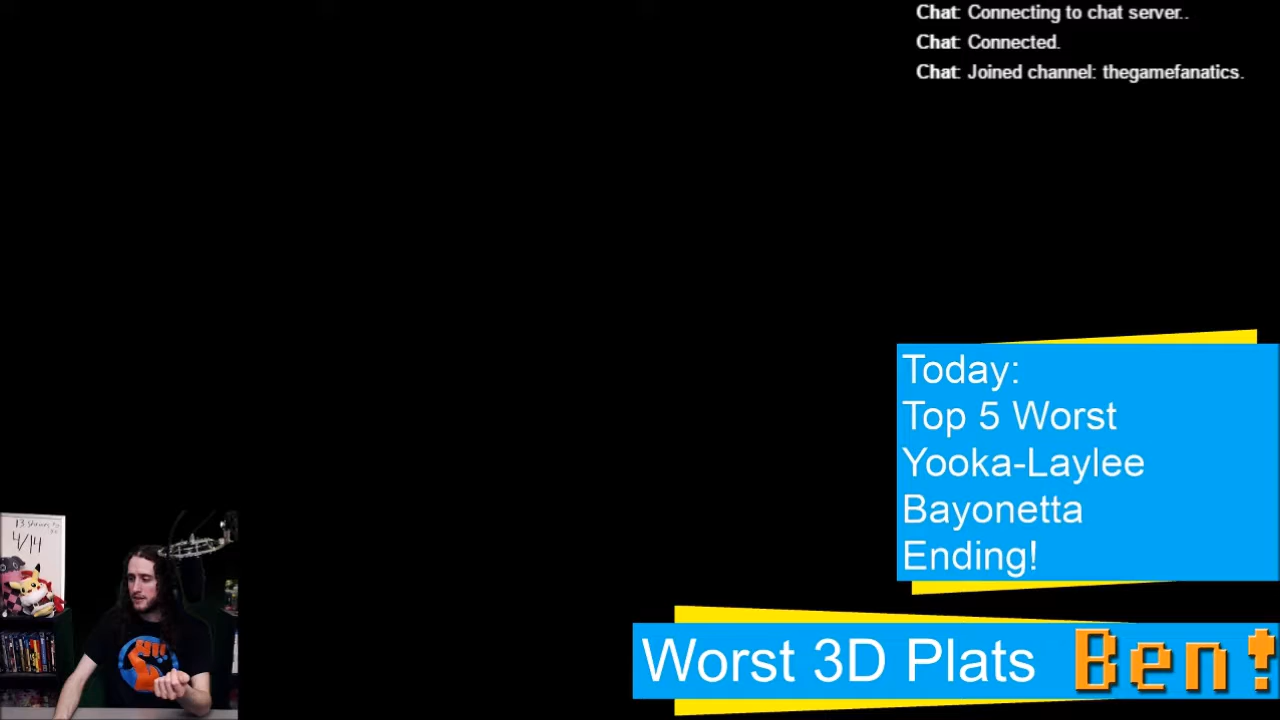 Chat: Connecting to chat server..
Chat: Connected.
Chat: Joined channel: thegamefanatics.
Today:
Top 5 Worst
Yooka-Laylee
Bayonetta
Ending!
4/14
Worst 3D Plats Ben!